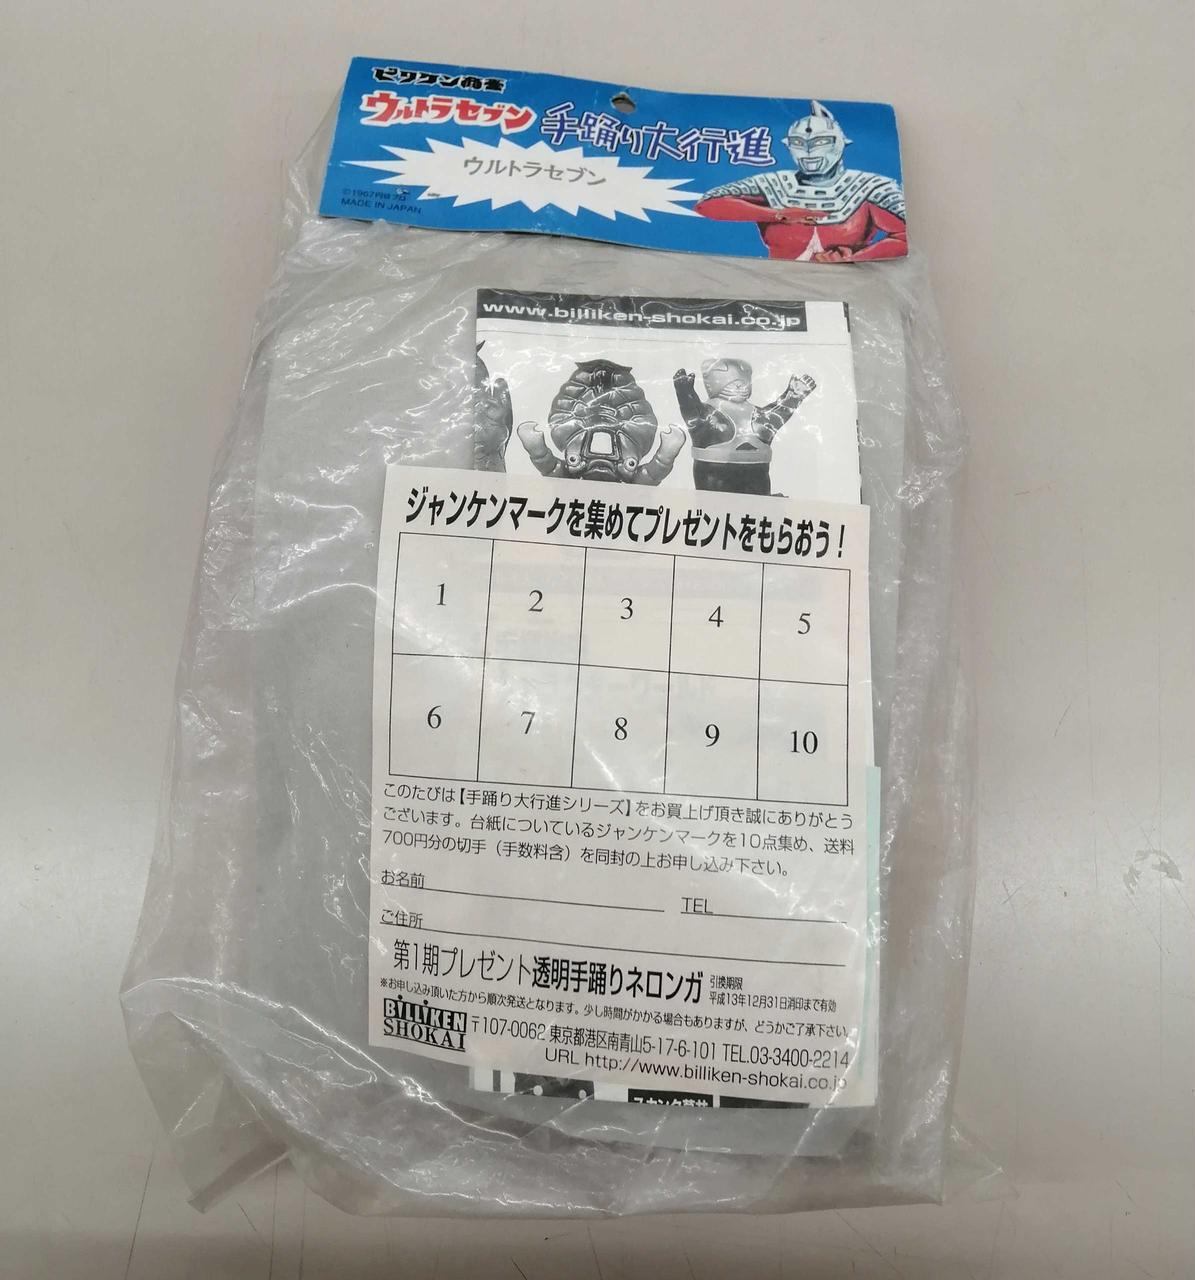 ビリケン商会
ウルトラセブン 手踊り大行進
ウルトラセブン
©1967円谷プロ
MADE IN JAPAN
www.billiken-shokai.co.jp
ジャンケンマークを集めてプレゼントをもらおう!
1 2 3 4 5
6 7 8 9 10
このたびは【手踊り大行進シリーズ】をお買上げ頂き誠にありがとう
ございます。台紙についているジャンケンマークを10点集め、送料
700円分の切手（手数料含）を同封の上お申し込み下さい。
お名前 TEL
ご住所
第1期プレゼント透明手踊りネロンガ 引換期限
平成13年12月31日消印まで有効
※お申し込み頂いた方から順次発送となります。少し時間がかかる場合もありますが、どうかご了承下さい。
BILLIKEN
SHOKAI
〒107-0062 東京都港区南青山5-17-6-101 TEL.03-3400-2214
URL http://www.billiken-shokai.co.jp